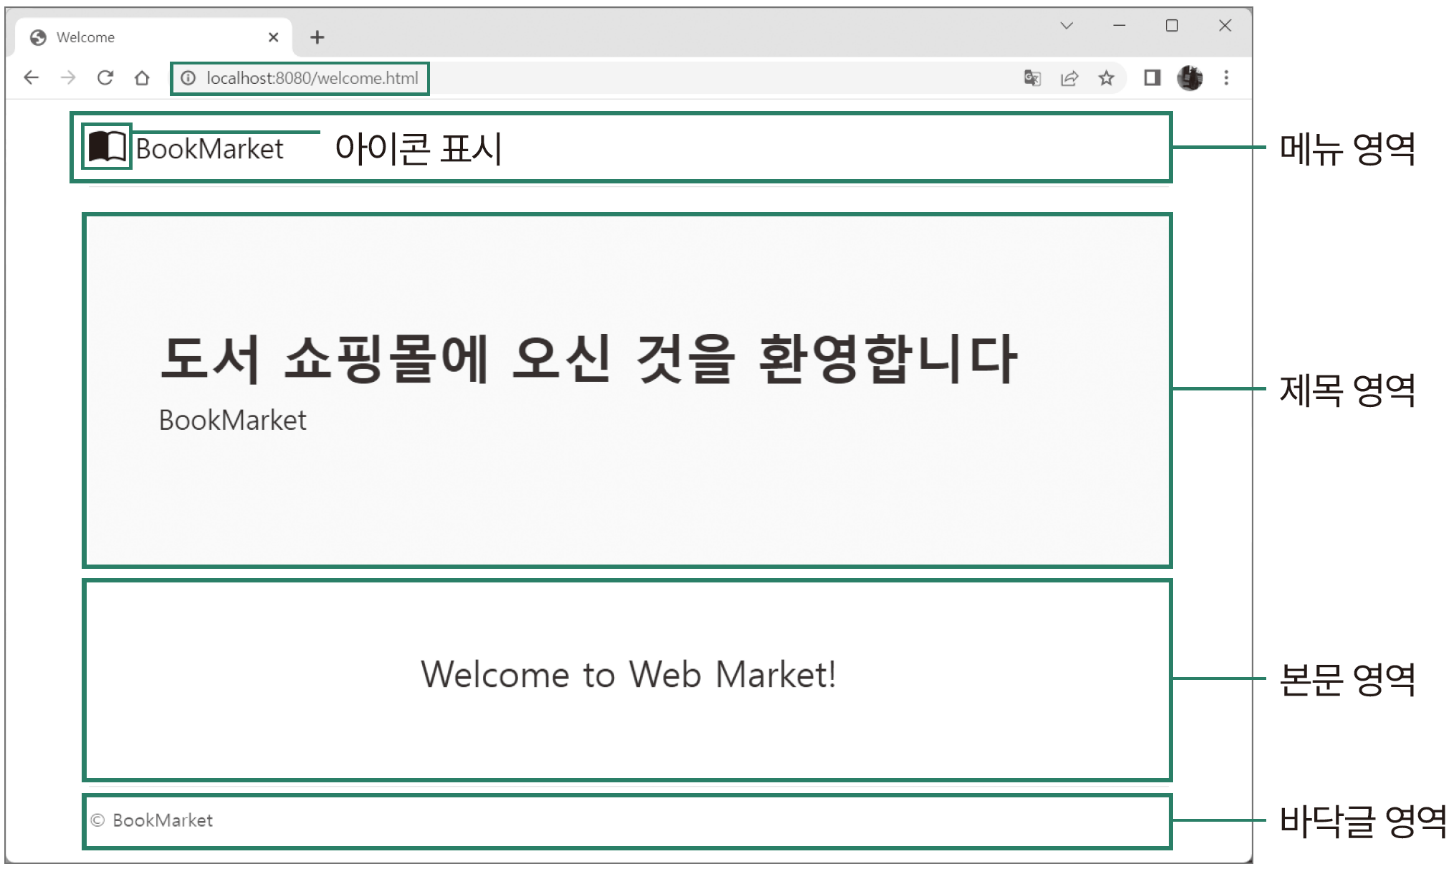 Welcome
localhost:8080/welcome.html
BookMarket 아이콘 표시
메뉴 영역
도서 쇼핑몰에 오신 것을 환영합니다
BookMarket
제목 영역
Welcome to Web Market!
본문 영역
© BookMarket
바닥글 영역